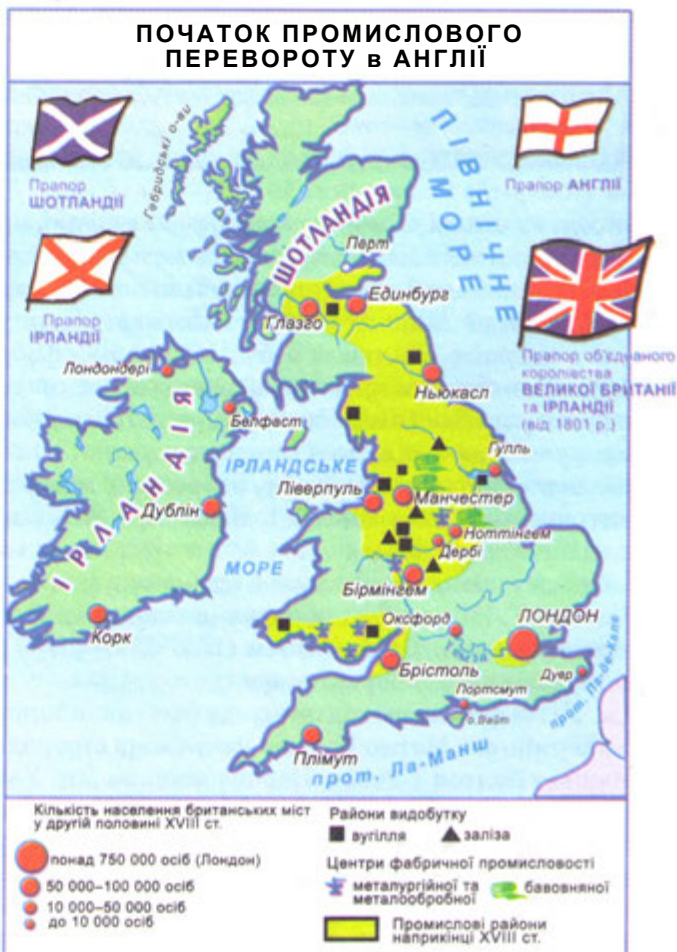 ПОЧАТОК ПРОМИСЛОВОГО
ПЕРЕВОРОТУ в АНГЛІЇ
Прапор
ШОТЛАНДІЇ
Гебридські о-ви
ПІВНІЧНЕ
МОРЕ
Прапор АНГЛІЇ
ШОТЛАНДІЯ
Перт
Прапор
ІРЛАНДІЇ
Глазго
Единбург
Прапор об'єднаного
королівства
ВЕЛИКОЇ БРИТАНІЇ
та ІРЛАНДІЇ
(від 1801 р.)
Лондондері
Ньюкасл
Белфаст
ІРЛАНДІЯ
ІРЛАНДСЬКЕ
МОРЕ
Гулль
Ліверпуль
Манчестер
Дублін
Ноттінгем
Дербі
Бірмінгем
Корк
Оксфорд
ЛОНДОН
Темза
Брістоль
Дувр
прот. Па-де-Кале
Портсмут
о.Вайт
Плімут
прот. Ла-Манш
Кількість населення британських міст
у другій половині XVIII ст.
понад 750 000 осіб (Лондон)
50 000–100 000 осіб
10 000–50 000 осіб
до 10 000 осіб
Райони видобутку
вугілля
заліза
Центри фабричної промисловості
металургійної та
металообробної
бавовняної
Промислові райони
наприкінці XVIII ст.